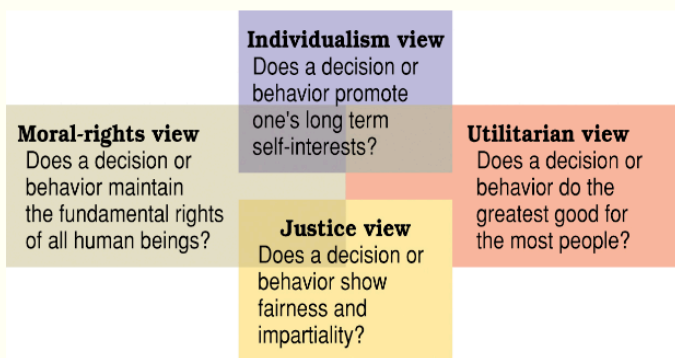 Individualism view
Does a decision or
behavior promote
one's long term
self-interests?
Moral-rights view
Does a decision or
behavior maintain
the fundamental rights
of all human beings?
Utilitarian view
Does a decision or
behavior do the
greatest good for
the most people?
Justice view
Does a decision or
behavior show
fairness and
impartiality?